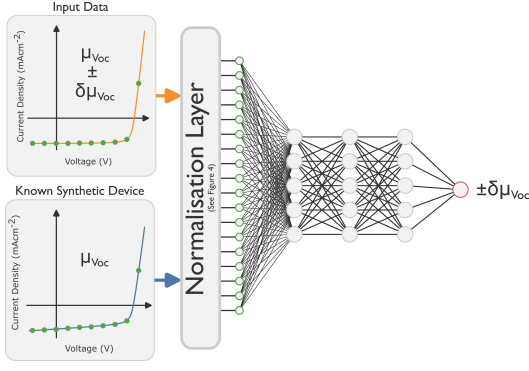 Input Data
Current Density (mAcm⁻²)
μVoc
±
δμVoc
Voltage (V)
Known Synthetic Device
Current Density (mAcm⁻²)
μVoc
Voltage (V)
Normalisation Layer
(See Figure 4)
±δμVoc